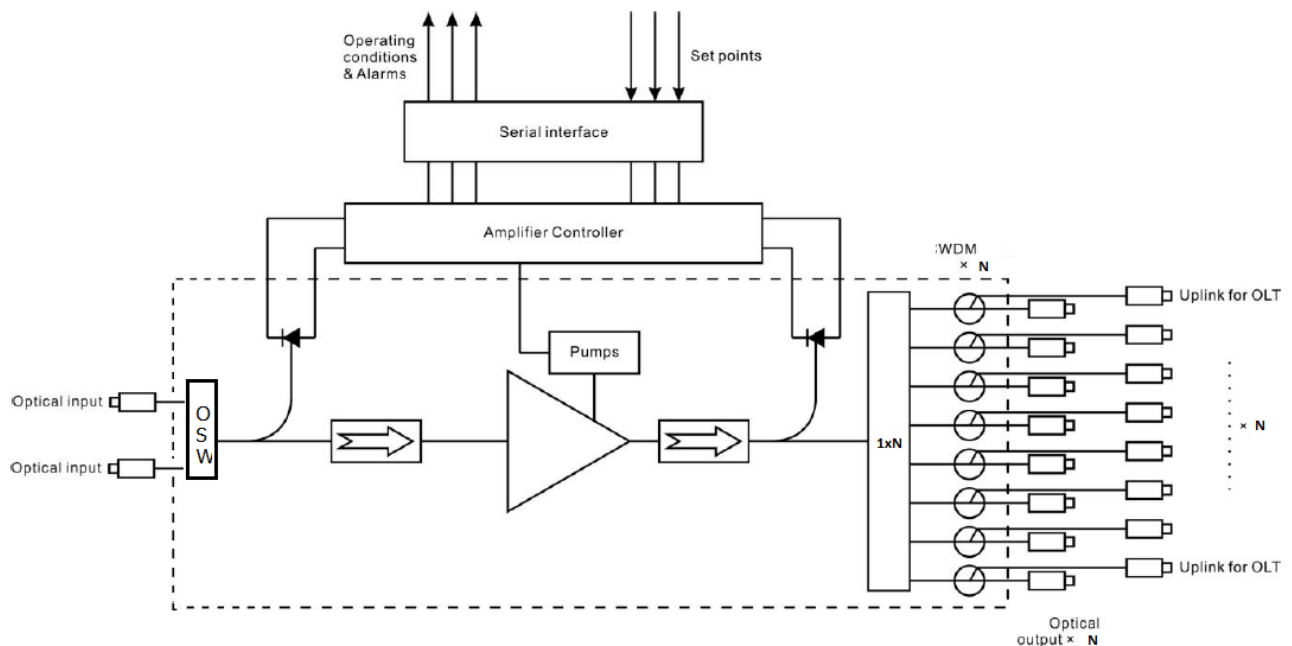 Operating
conditions
& Alarms
Set points
Serial interface
Amplifier Controller
:WDM
× N
Uplink for OLT
Pumps
Optical input
O
S
W
1xN
× N
Optical input
Uplink for OLT
Optical
output × N